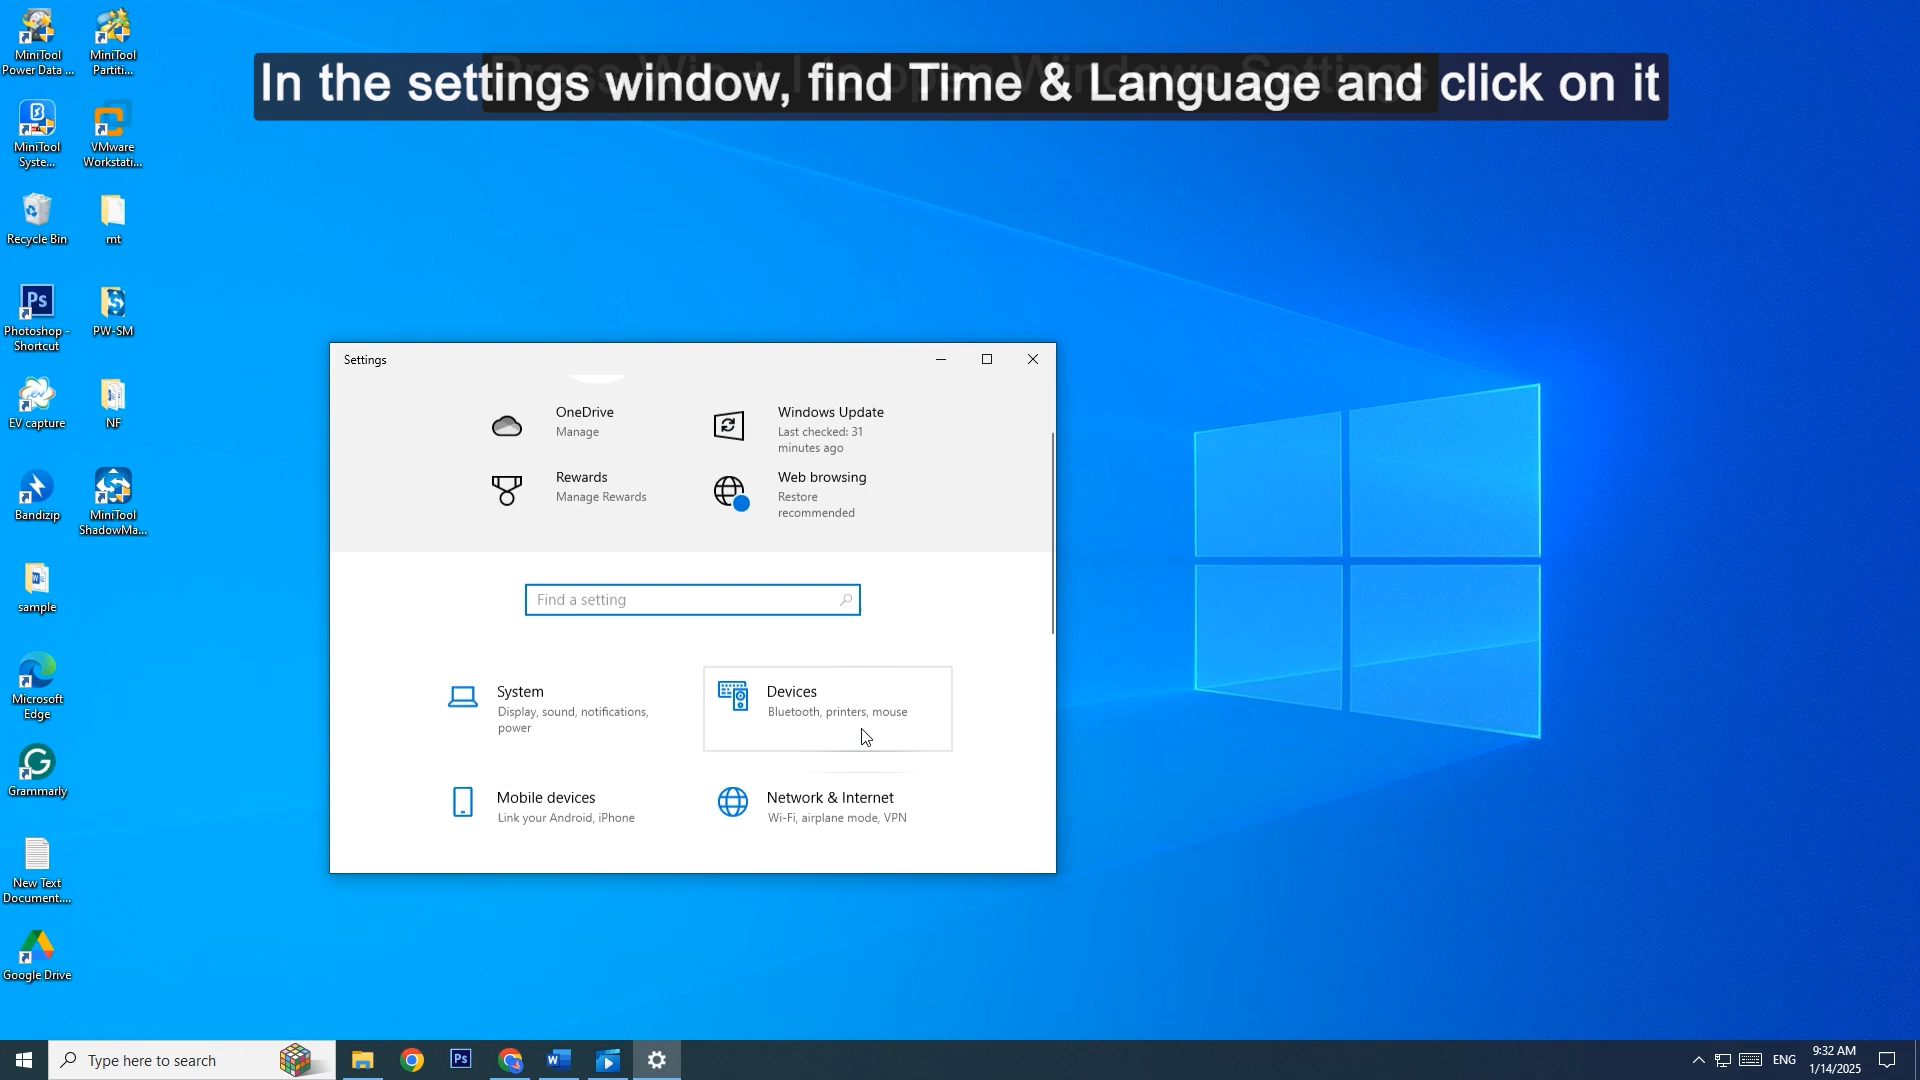 In the settings window, find Time & Language and click on it
MiniTool
Power Data ...
MiniTool
Partiti...
MiniTool
Syste...
VMware
Workstati...
Recycle Bin
mt
Photoshop -
Shortcut
PW-SM
EV capture
NF
Bandizip
MiniTool
ShadowMa...
sample
Microsoft
Edge
Grammarly
New Text
Document....
Google Drive
Settings
OneDrive
Manage
Windows Update
Last checked: 31
minutes ago
Rewards
Manage Rewards
Web browsing
Restore
recommended
Find a setting
System
Display, sound, notifications,
power
Devices
Bluetooth, printers, mouse
Mobile devices
Link your Android, iPhone
Network & Internet
Wi-Fi, airplane mode, VPN
Type here to search
ENG
9:32 AM
1/14/2025